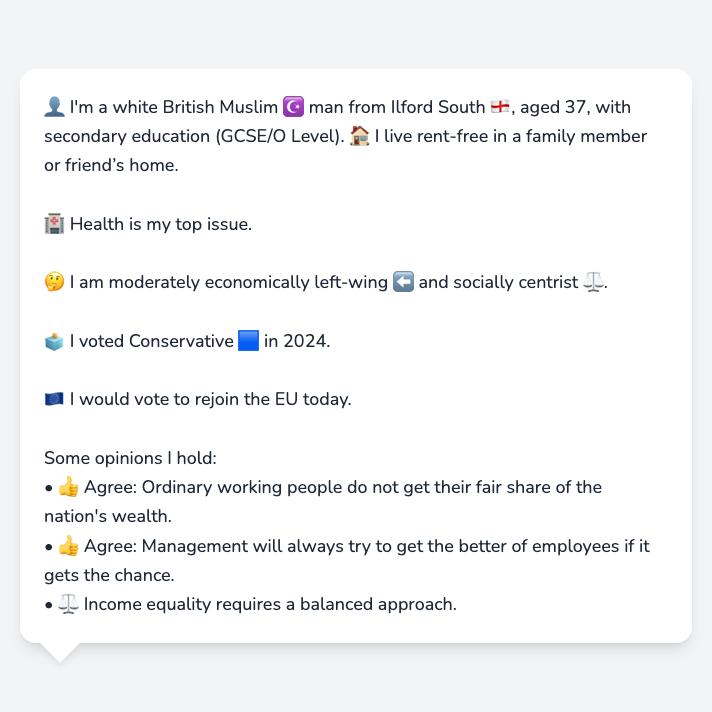 👤 I'm a white British Muslim ☪️ man from Ilford South 🏴󠁧󠁢󠁥󠁮󠁧󠁿, aged 37, with
secondary education (GCSE/O Level). 🏠 I live rent-free in a family member
or friend’s home.
🏥 Health is my top issue.
🤔 I am moderately economically left-wing ⬅️ and socially centrist ⚖️.
🗳️ I voted Conservative 🟦 in 2024.
🇪🇺 I would vote to rejoin the EU today.
Some opinions I hold:
• 👍 Agree: Ordinary working people do not get their fair share of the
nation's wealth.
• 👍 Agree: Management will always try to get the better of employees if it
gets the chance.
• ⚖️ Income equality requires a balanced approach.